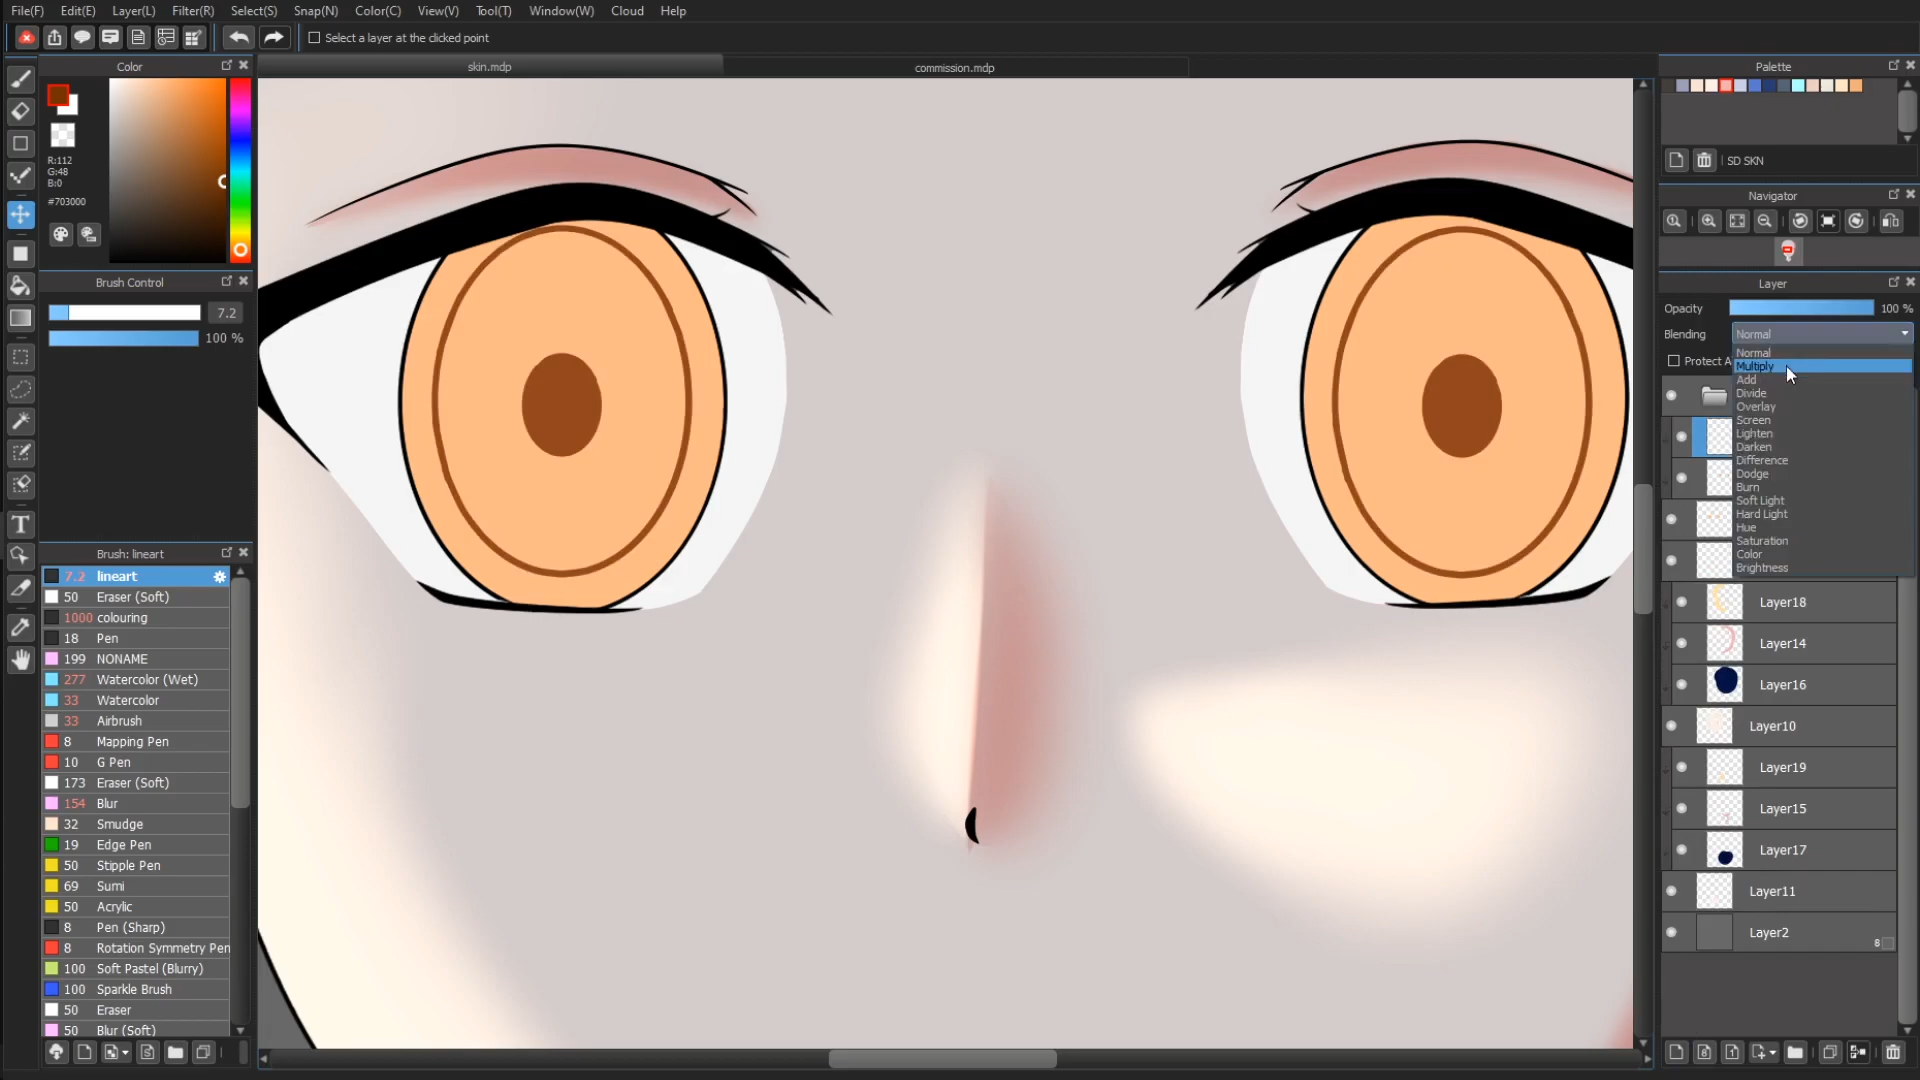 File(F) Edit(E) Layer(L) Filter(R) Select(S) Snap(N) Color(C) View(V) Tool(T) Window(W) Cloud Help
Select a layer at the clicked point
Color
skin.mdp
commission.mdp
Palette
R:112
G:48
B:0
#703000
SD SKIN
Navigator
Brush Control
7.2
100 %
Layer
Opacity 100 %
Blending Normal
Protect A
Normal
Multiply
Add
Divide
Overlay
Screen
Lighten
Darken
Difference
Dodge
Burn
Soft Light
Hard Light
Hue
Saturation
Color
Brightness
Layer18
Layer14
Layer16
Layer10
Layer19
Layer15
Layer17
Layer11
Layer2
8
Brush: lineart
7.2 lineart
50 Eraser (Soft)
1000 colouring
18 Pen
199 NONAME
277 Watercolor (Wet)
33 Watercolor
33 Airbrush
8 Mapping Pen
10 G Pen
173 Eraser (Soft)
154 Blur
32 Smudge
19 Edge Pen
50 Stipple Pen
69 Sumi
50 Acrylic
8 Pen (Sharp)
8 Rotation Symmetry Pen
100 Soft Pastel (Blurry)
100 Sparkle Brush
50 Eraser
50 Blur (Soft)